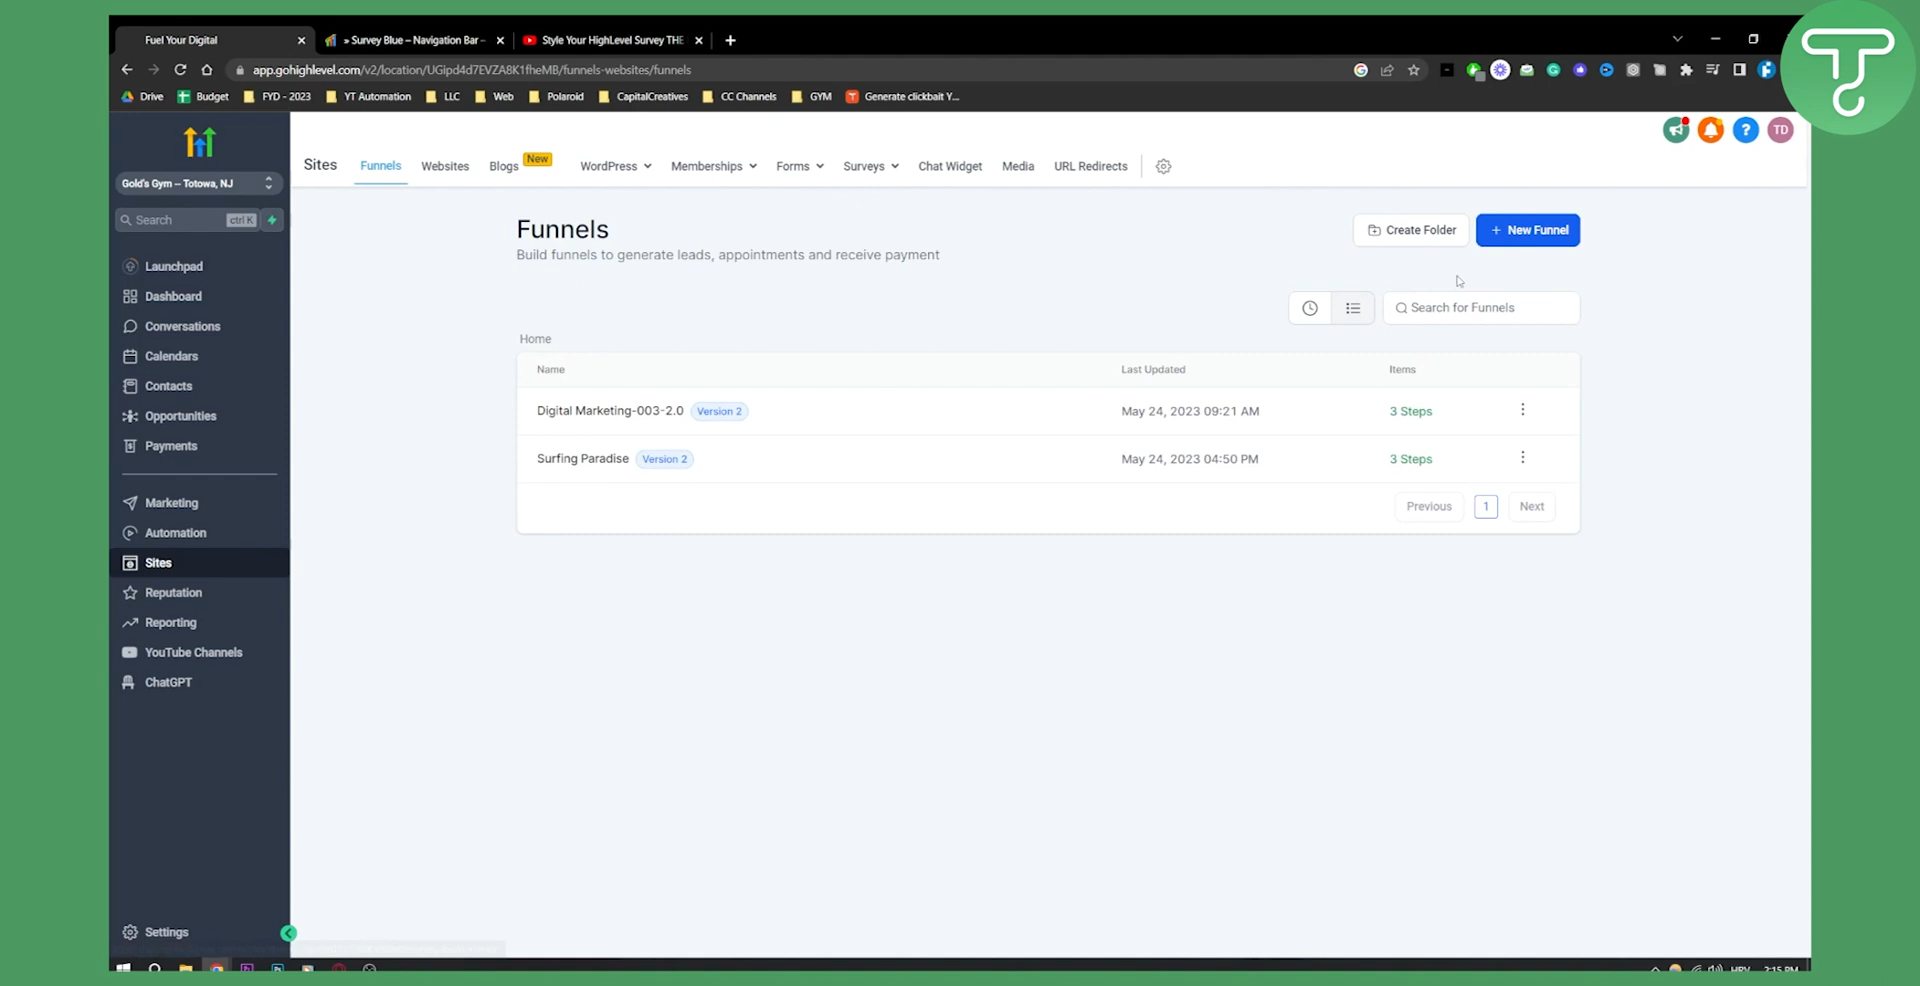 Fuel Your Digital
» Survey Blue – Navigation Bar –
Style Your HighLevel Survey THE
app.gohighlevel.com/v2/location/UGipd4d7EVZA8K1fheMB/funnels-websites/funnels
Drive Budget FYD - 2023 YT Automation LLC Web Polaroid CapitalCreatives CC Channels GYM Generate clickbait Y...
Gold's Gym -- Totowa, NJ
Search ctrl K
Launchpad
Dashboard
Conversations
Calendars
Contacts
Opportunities
Payments
Marketing
Automation
Sites
Reputation
Reporting
YouTube Channels
ChatGPT
Settings
TD
Sites Funnels Websites Blogs New WordPress Memberships Forms Surveys Chat Widget Media URL Redirects
Funnels
Build funnels to generate leads, appointments and receive payment
Create Folder + New Funnel
Search for Funnels
Home
Name Last Updated Items
Digital Marketing-003-2.0 Version 2 May 24, 2023 09:21 AM 3 Steps
Surfing Paradise Version 2 May 24, 2023 04:50 PM 3 Steps
Previous 1 Next
HRV 2:15 PM